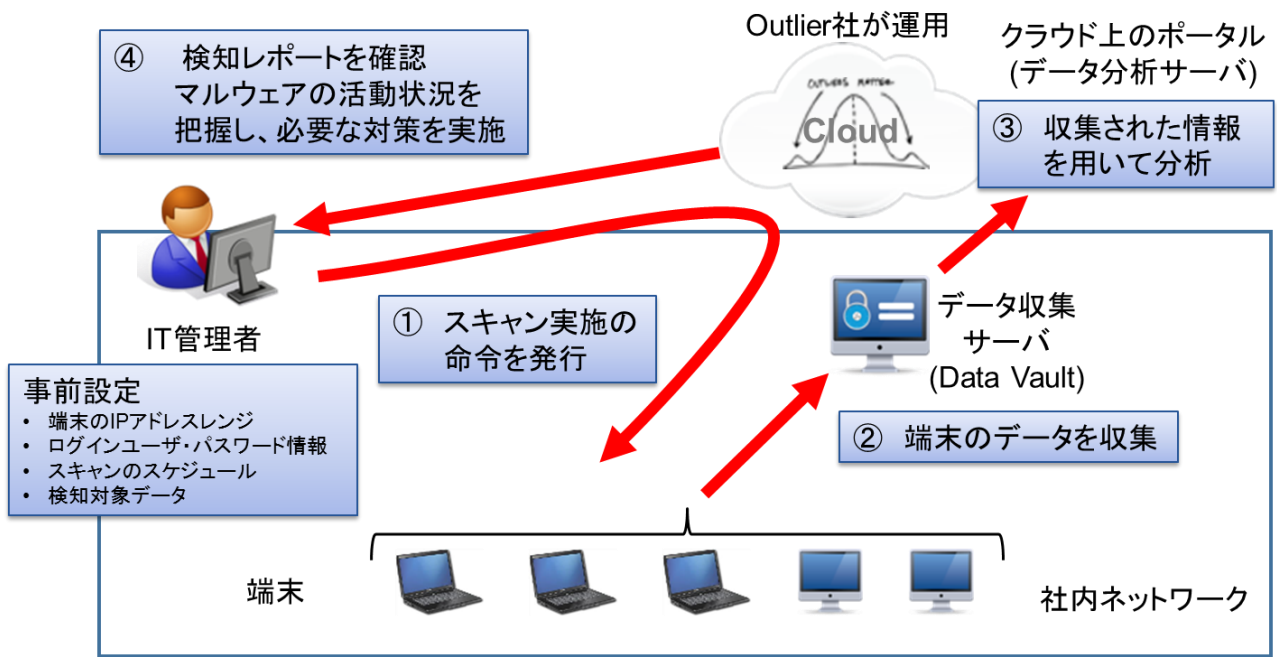 Outlier社が運用
クラウド上のポータル
(データ分析サーバ)
④ 検知レポートを確認
マルウェアの活動状況を
把握し、必要な対策を実施
OUTLIERS MATTER
Cloud
③ 収集された情報
を用いて分析
IT管理者
① スキャン実施の
命令を発行
データ収集
サーバ
(Data Vault)
事前設定
• 端末のIPアドレスレンジ
• ログインユーザ・パスワード情報
• スキャンのスケジュール
• 検知対象データ
② 端末のデータを収集
端末
社内ネットワーク